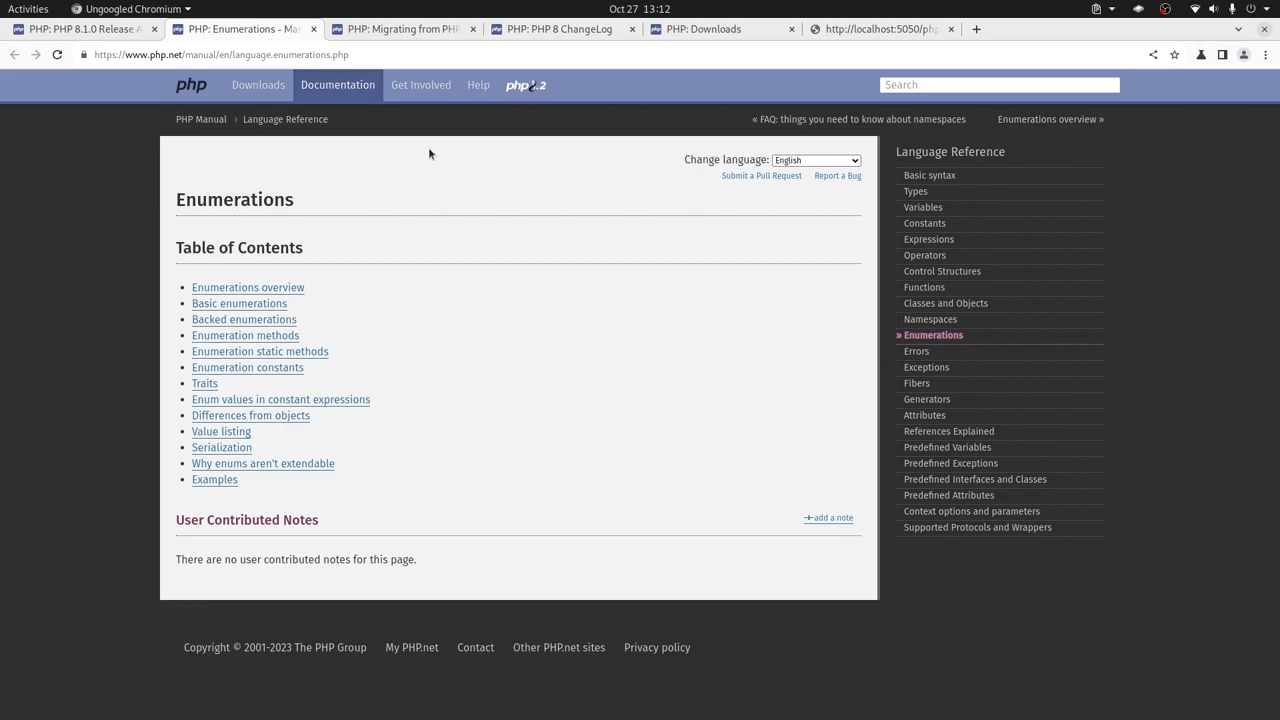 Activities
Ungoogled Chromium
Oct 27 13:12
PHP: PHP 8.1.0 Release A
PHP: Enumerations - Man
PHP: Migrating from PHP
PHP: PHP 8 ChangeLog
PHP: Downloads
http://localhost:5050/php
https://www.php.net/manual/en/language.enumerations.php
php
Downloads
Documentation
Get Involved
Help
php8.2
Search
PHP Manual › Language Reference
« FAQ: things you need to know about namespaces
Enumerations overview »
Change language: English
Submit a Pull Request Report a Bug
Enumerations
Table of Contents
• Enumerations overview
• Basic enumerations
• Backed enumerations
• Enumeration methods
• Enumeration static methods
• Enumeration constants
• Traits
• Enum values in constant expressions
• Differences from objects
• Value listing
• Serialization
• Why enums aren't extendable
• Examples
User Contributed Notes
+add a note
There are no user contributed notes for this page.
Language Reference
Basic syntax
Types
Variables
Constants
Expressions
Operators
Control Structures
Functions
Classes and Objects
Namespaces
» Enumerations
Errors
Exceptions
Fibers
Generators
Attributes
References Explained
Predefined Variables
Predefined Exceptions
Predefined Interfaces and Classes
Predefined Attributes
Context options and parameters
Supported Protocols and Wrappers
Copyright © 2001-2023 The PHP Group
My PHP.net
Contact
Other PHP.net sites
Privacy policy